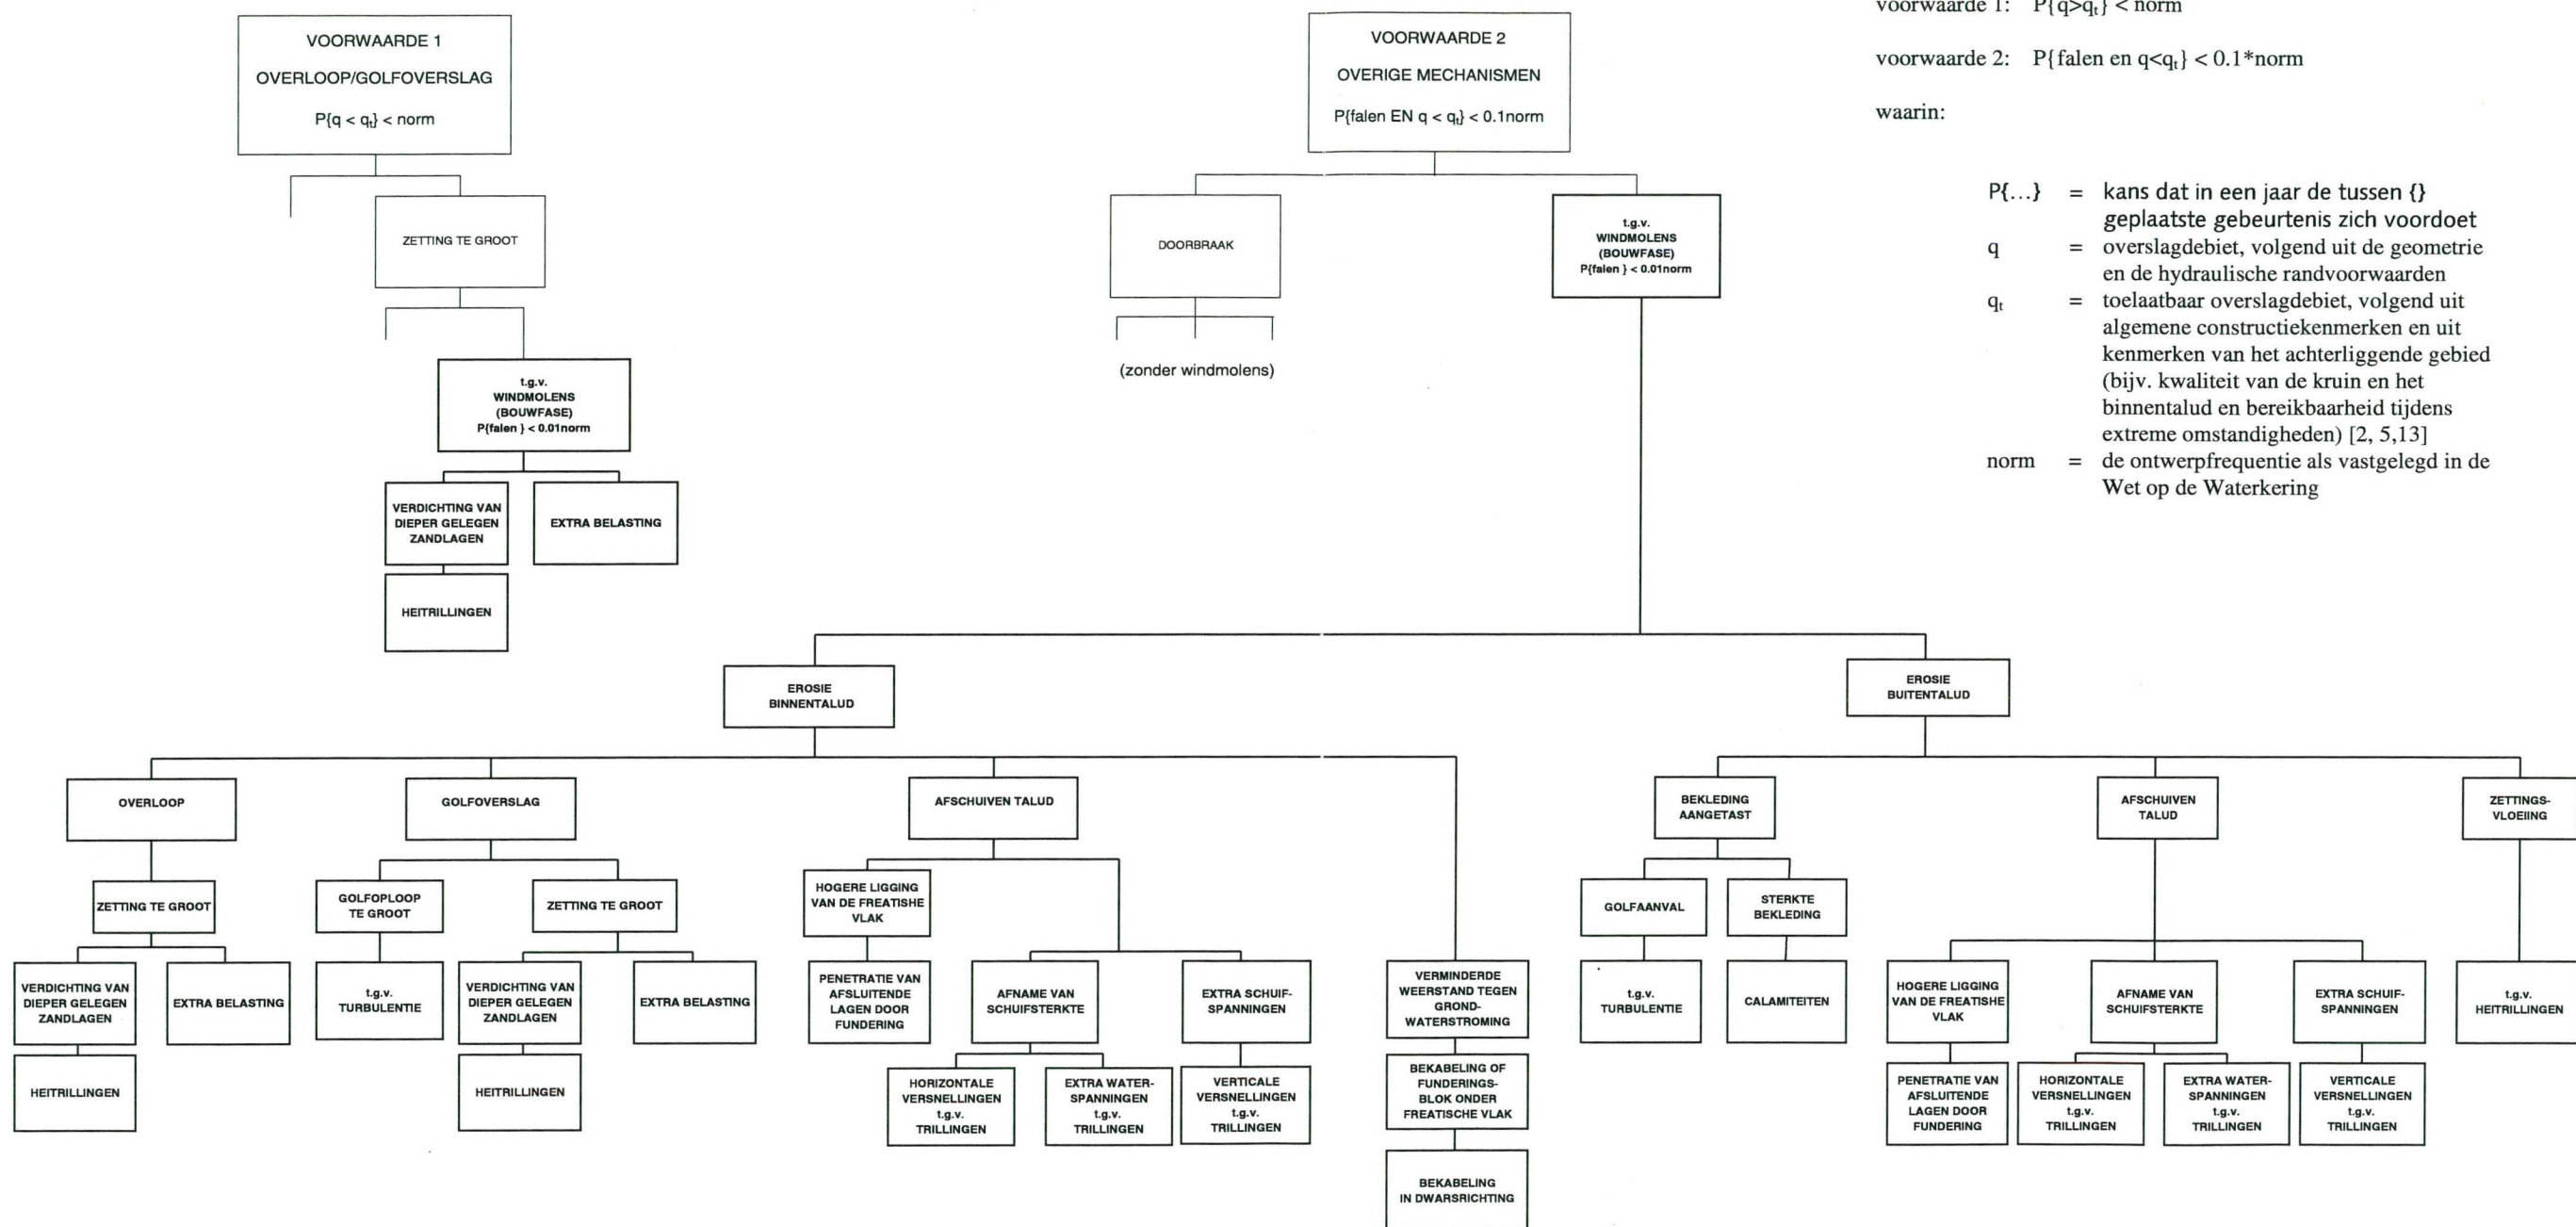 VOORWAARDE 1
OVERLOOP/GOLFOVERSLAG
P{q < qt} < norm
ZETTING TE GROOT
t.g.v.
WINDMOLENS
(BOUWFASE)
P{falen } < 0.01norm
VERDICHTING VAN
DIEPER GELEGEN
ZANDLAGEN
EXTRA BELASTING
HEITRILLINGEN
VOORWAARDE 2
OVERIGE MECHANISMEN
P{falen EN q < qt} < 0.1norm
DOORBRAAK
(zonder windmolens)
t.g.v.
WINDMOLENS
(BOUWFASE)
P{falen } < 0.01norm
voorwaarde 1: P{q>qt} < norm
voorwaarde 2: P{falen en q<qt} < 0.1*norm
waarin:
P{...} = kans dat in een jaar de tussen {}
geplaatste gebeurtenis zich voordoet
q = overslagdebiet, volgend uit de geometrie
en de hydraulische randvoorwaarden
qt = toelaatbaar overslagdebiet, volgend uit
algemene constructiekenmerken en uit
kenmerken van het achterliggende gebied
(bijv. kwaliteit van de kruin en het
binnentalud en bereikbaarheid tijdens
extreme omstandigheden) [2, 5,13]
norm = de ontwerpfrequentie als vastgelegd in de
Wet op de Waterkering
EROSIE
BINNENTALUD
EROSIE
BUITENTALUD
OVERLOOP
ZETTING TE GROOT
VERDICHTING VAN
DIEPER GELEGEN
ZANDLAGEN
EXTRA BELASTING
HEITRILLINGEN
GOLFOVERSLAG
GOLFOPLOOP
TE GROOT
t.g.v.
TURBULENTIE
ZETTING TE GROOT
VERDICHTING VAN
DIEPER GELEGEN
ZANDLAGEN
EXTRA BELASTING
HEITRILLINGEN
AFSCHUIVEN TALUD
HOGERE LIGGING
VAN DE FREATISHE
VLAK
PENETRATIE VAN
AFSLUITENDE
LAGEN DOOR
FUNDERING
AFNAME VAN
SCHUIFSTERKTE
HORIZONTALE
VERSNELLINGEN
t.g.v.
TRILLINGEN
EXTRA WATER-
SPANNINGEN
t.g.v.
TRILLINGEN
EXTRA SCHUIF-
SPANNINGEN
VERTICALE
VERSNELLINGEN
t.g.v.
TRILLINGEN
VERMINDERDE
WEERSTAND TEGEN
GROND-
WATERSTROMING
BEKABELING OF
FUNDERINGS-
BLOK ONDER
FREATISCHE VLAK
BEKABELING
IN DWARSRICHTING
BEKLEDING
AANGETAST
GOLFAANVAL
t.g.v.
TURBULENTIE
STERKTE
BEKLEDING
CALAMITEITEN
AFSCHUIVEN
TALUD
HOGERE LIGGING
VAN DE FREATISHE
VLAK
PENETRATIE VAN
AFSLUITENDE
LAGEN DOOR
FUNDERING
AFNAME VAN
SCHUIFSTERKTE
HORIZONTALE
VERSNELLINGEN
t.g.v.
TRILLINGEN
EXTRA WATER-
SPANNINGEN
t.g.v.
TRILLINGEN
EXTRA SCHUIF-
SPANNINGEN
VERTICALE
VERSNELLINGEN
t.g.v.
TRILLINGEN
ZETTINGS-
VLOEIING
t.g.v.
HEITRILLINGEN